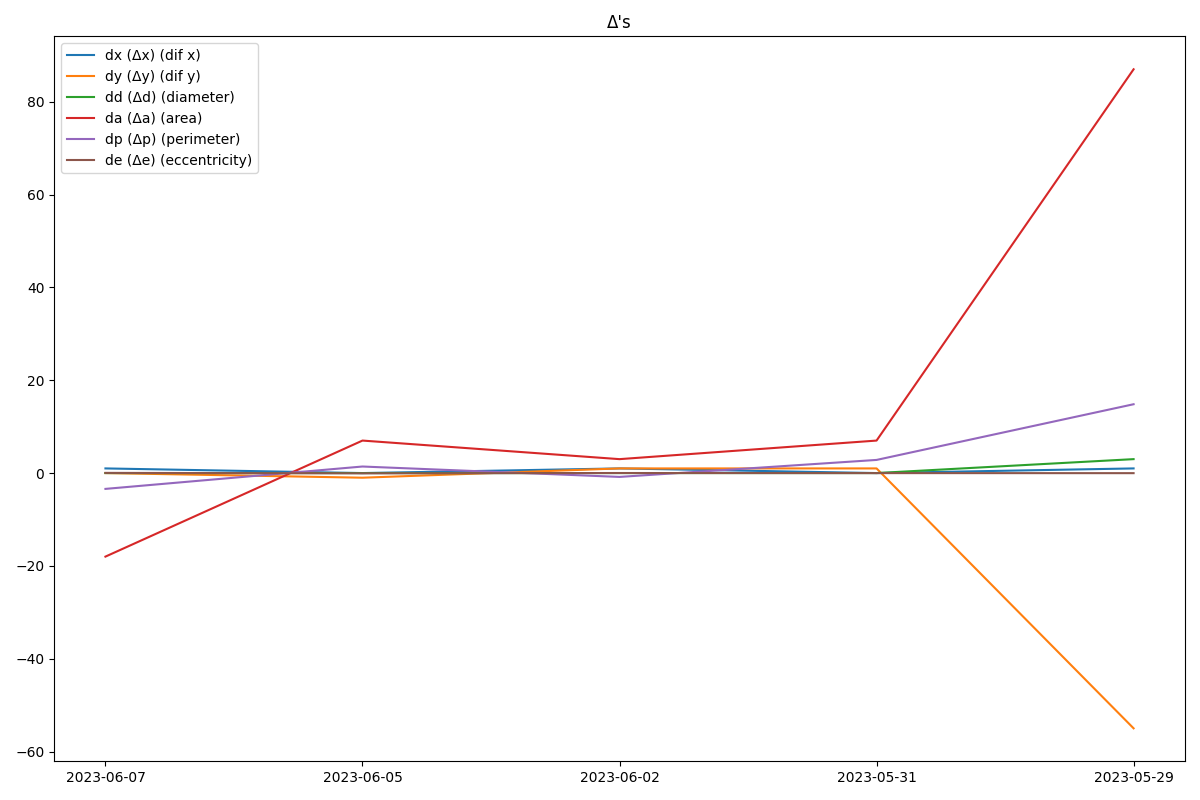 Δ's
dx (Δx) (dif x)
dy (Δy) (dif y)
dd (Δd) (diameter)
da (Δa) (area)
dp (Δp) (perimeter)
de (Δe) (eccentricity)
80
60
40
20
0
−20
−40
−60
2023-06-07 2023-06-05 2023-06-02 2023-05-31 2023-05-29